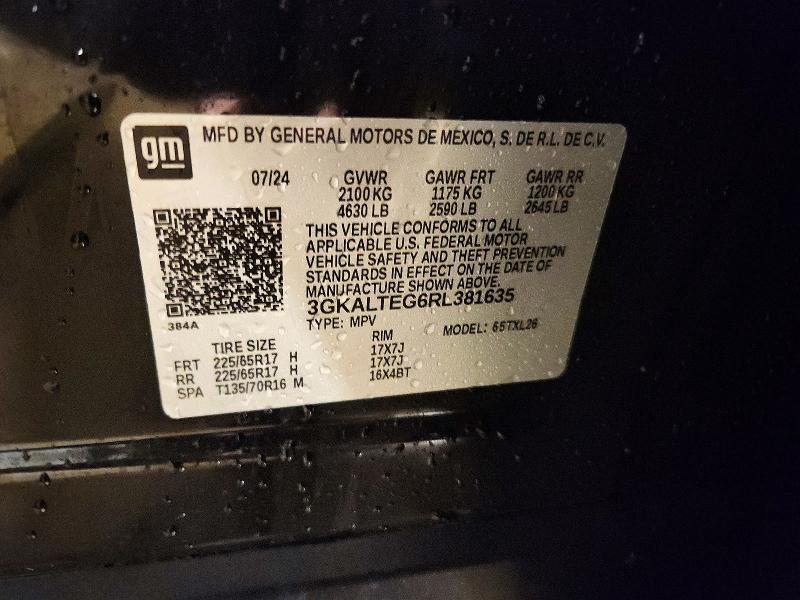 gm
MFD BY GENERAL MOTORS DE MEXICO, S. DE R.L. DE C.V.
07/24 GVWR GAWR FRT GAWR RR
2100 KG 1175 KG 1200 KG
4630 LB 2590 LB 2645 LB
THIS VEHICLE CONFORMS TO ALL
APPLICABLE U.S. FEDERAL MOTOR
VEHICLE SAFETY AND THEFT PREVENTION
STANDARDS IN EFFECT ON THE DATE OF
MANUFACTURE SHOWN ABOVE.
3GKALTEG6RL381635
384A
TYPE: MPV MODEL: 6STXL26
TIRE SIZE RIM
FRT 225/65R17 H 17X7J
RR 225/65R17 H 17X7J
SPA T135/70R16 M 16X4BT